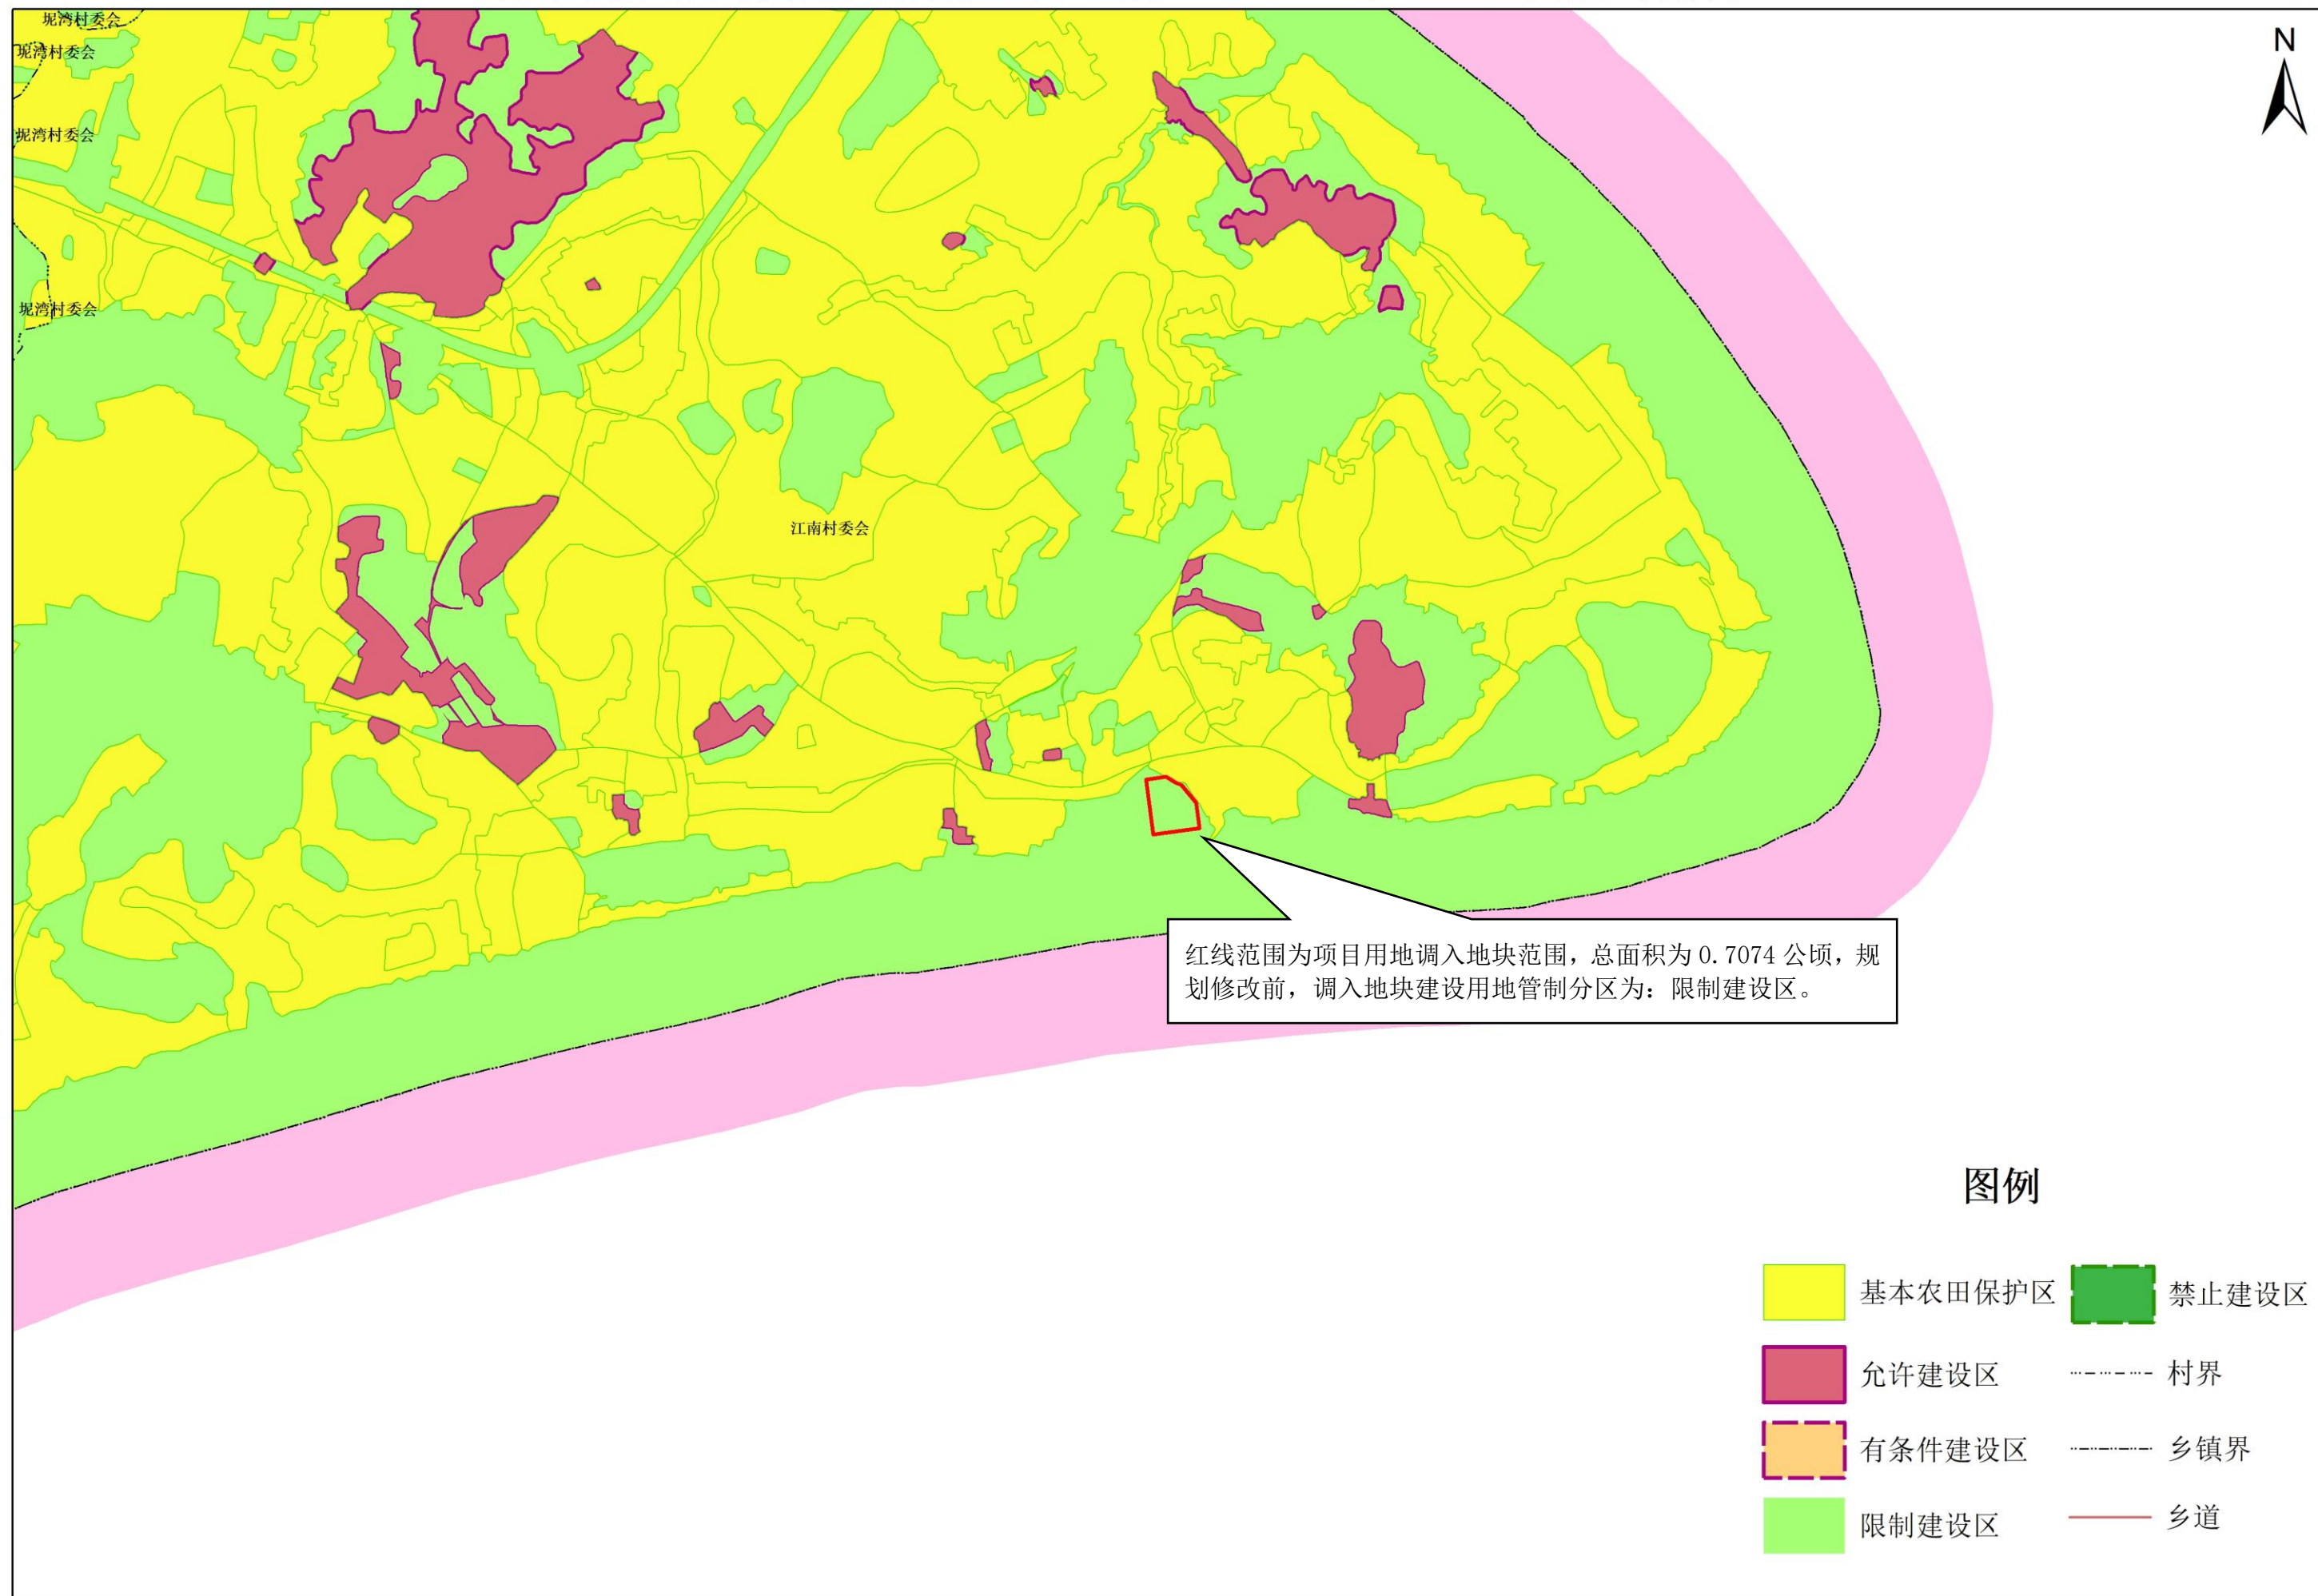 坭湾村委会
坭湾村委会
坭湾村委会
坭湾村委会
N
江南村委会
红线范围为项目用地调入地块范围，总面积为 0.7074 公顷，规
划修改前，调入地块建设用地管制分区为：限制建设区。
图例
基本农田保护区
禁止建设区
允许建设区
村界
有条件建设区
乡镇界
限制建设区
乡道